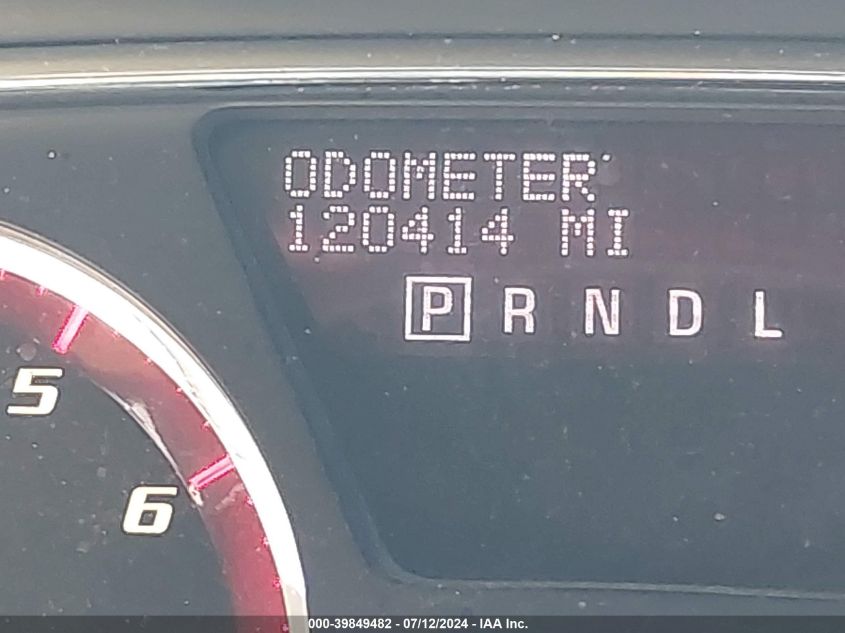 ODOMETER
120414 MI
P R N D L
5
6
000-39849482 - 07/12/2024 - IAA Inc.